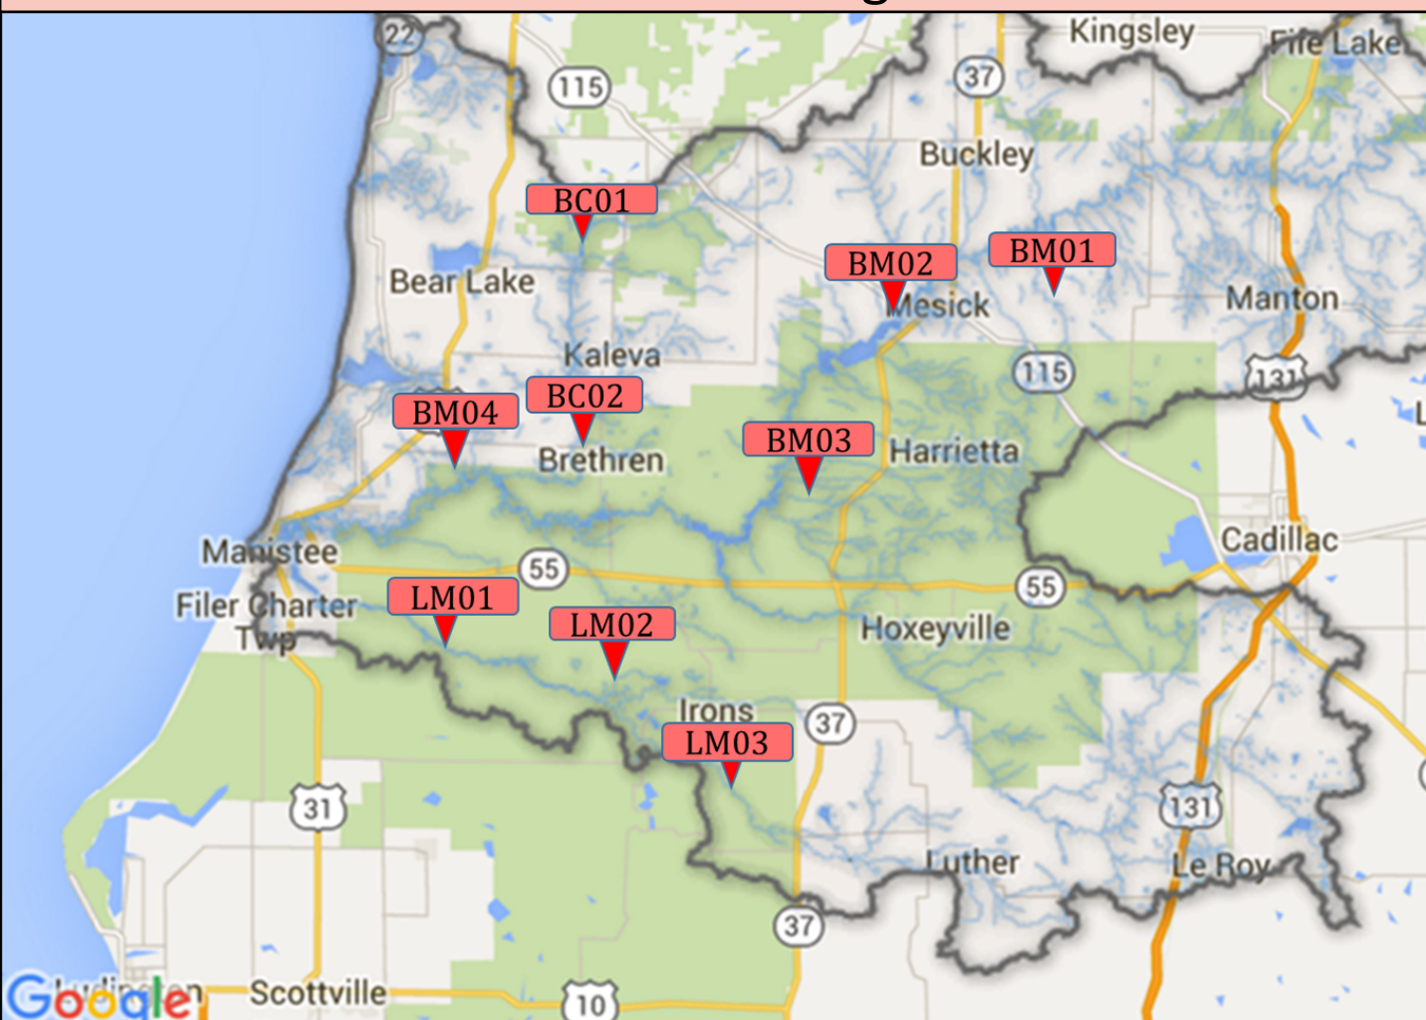 22
Kingsley
Fife Lake
115
37
Buckley
BC01
BM02
BM01
Bear Lake
Mesick
Manton
Kaleva
115
131
BM04
BC02
BM03
Brethren
Harrietta
Manistee
55
Cadillac
55
LM01
Filer Charter
Twp
LM02
Hoxeyville
Irons
37
LM03
31
131
Luther
Le Roy
37
Google
Ludington
Scottville
10